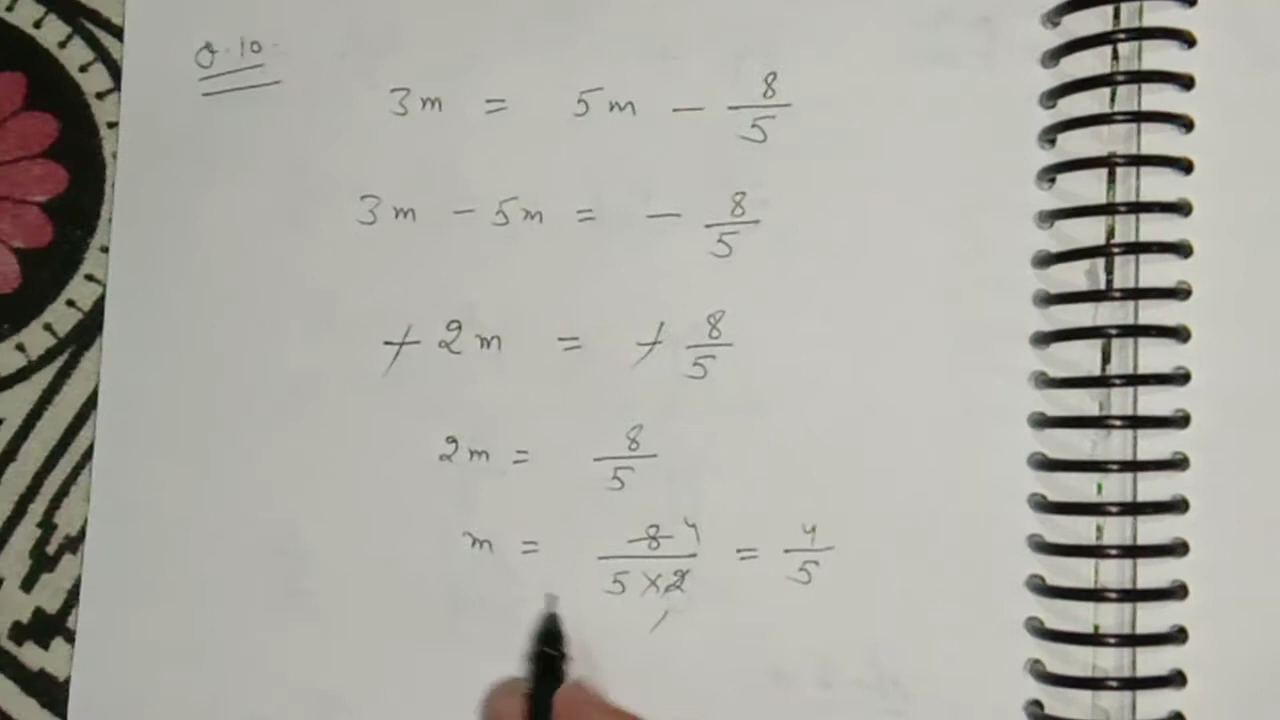 Q.10.
3m = 5m - 8/5
3m - 5m = - 8/5
- 2m = - 8/5
2m = 8/5
m = 8 4 / 5 × 2 = 4/5